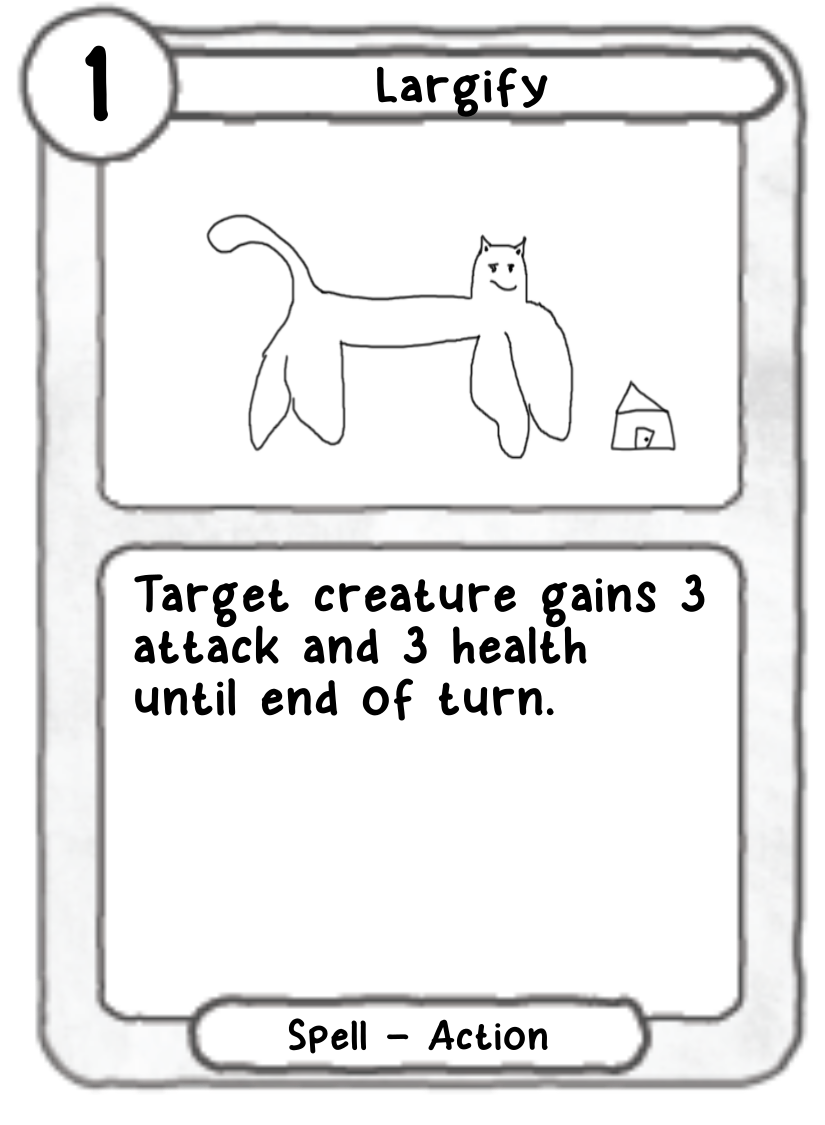 1
Largify
Target creature gains 3
attack and 3 health
until end of turn.
Spell – Action